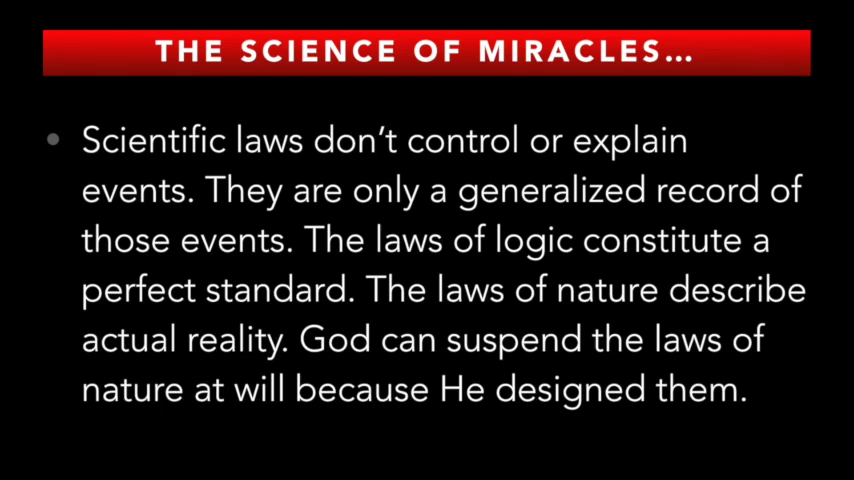 THE SCIENCE OF MIRACLES…
• Scientific laws don’t control or explain
events. They are only a generalized record of
those events. The laws of logic constitute a
perfect standard. The laws of nature describe
actual reality. God can suspend the laws of
nature at will because He designed them.